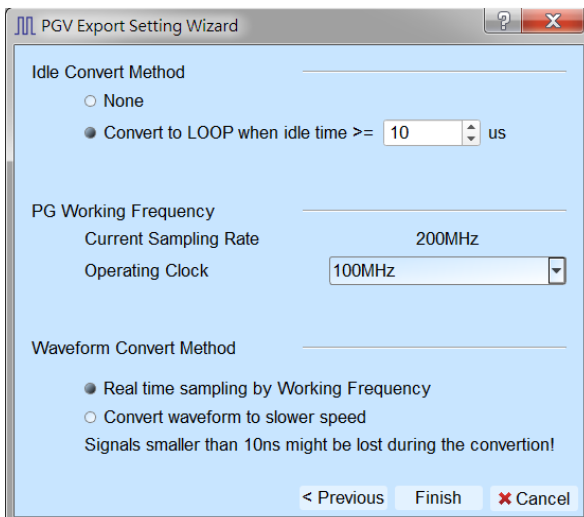 PGV Export Setting Wizard
Idle Convert Method
None
Convert to LOOP when idle time >= 10 us
PG Working Frequency
Current Sampling Rate 200MHz
Operating Clock 100MHz
Waveform Convert Method
Real time sampling by Working Frequency
Convert waveform to slower speed
Signals smaller than 10ns might be lost during the convertion!
< Previous Finish Cancel